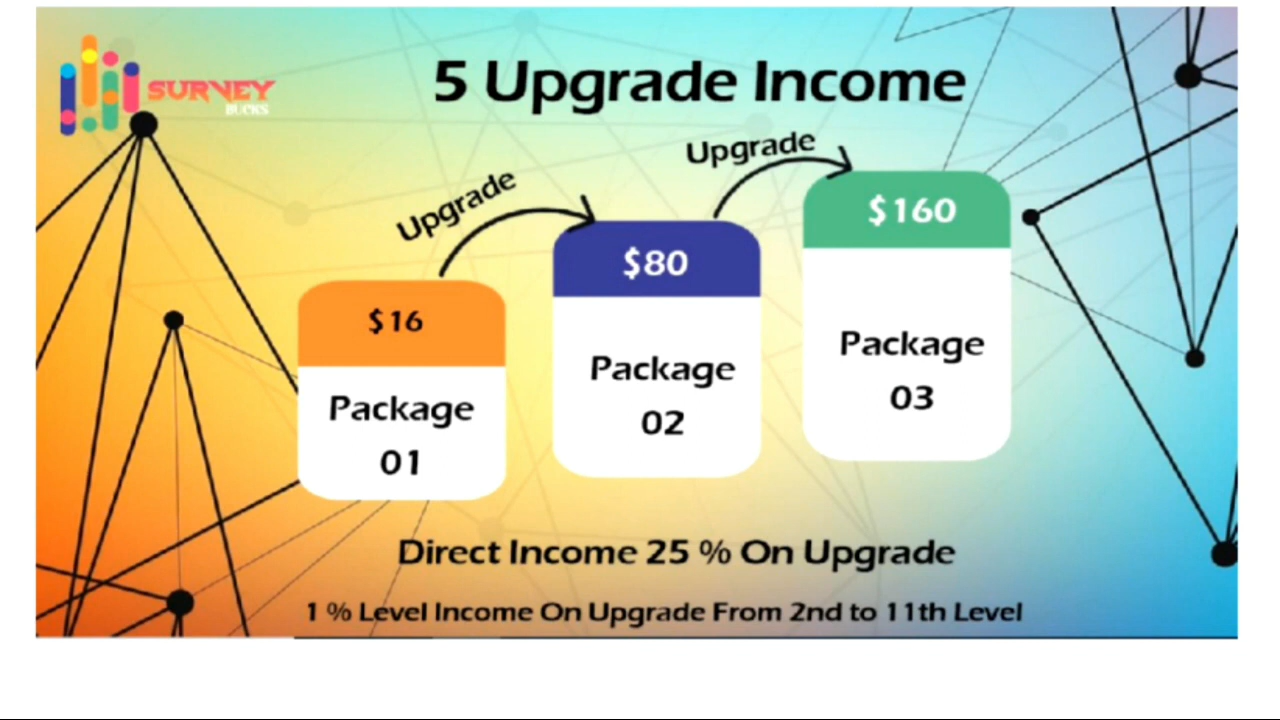 SURVEY
BUCKS
5 Upgrade Income
Upgrade
Upgrade
$16
Package
01
$80
Package
02
$160
Package
03
Direct Income 25 % On Upgrade
1 % Level Income On Upgrade From 2nd to 11th Level